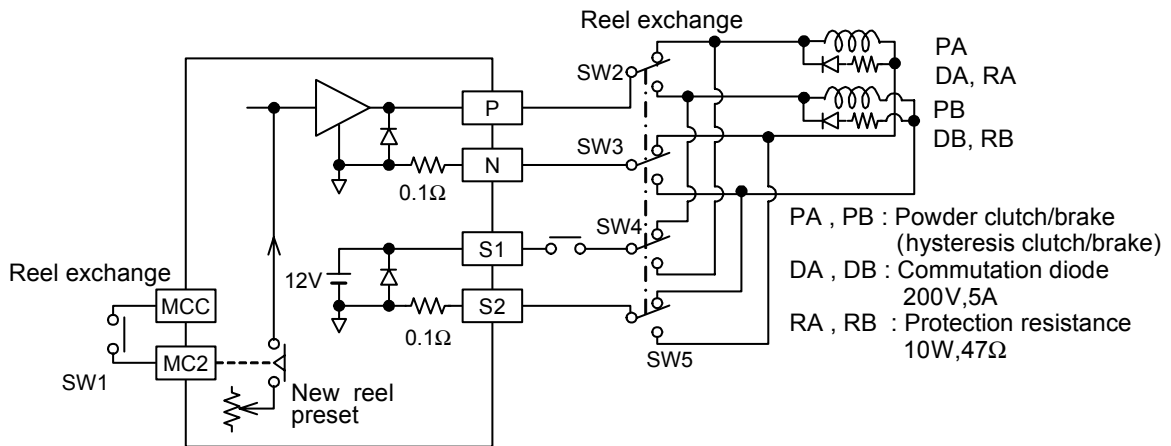 Reel exchange
SW2
PA
DA, RA
PB
DB, RB
P
SW3
N
0.1Ω
S1
SW4
12V
S2
0.1Ω
SW5
Reel exchange
MCC
MC2
SW1
New reel
preset
PA , PB : Powder clutch/brake
(hysteresis clutch/brake)
DA , DB : Commutation diode
200V,5A
RA , RB : Protection resistance
10W,47Ω